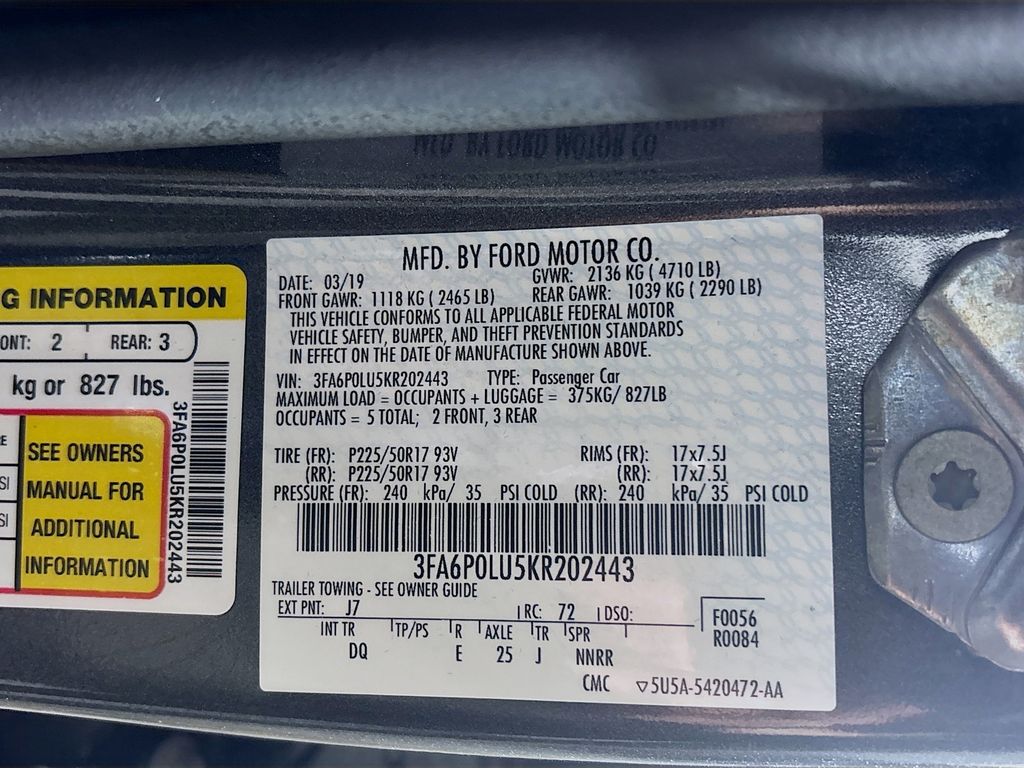 MFD. BY FORD MOTOR CO.
DATE: 03/19 GVWR: 2136 KG ( 4710 LB)
FRONT GAWR: 1118 KG ( 2465 LB) REAR GAWR: 1039 KG ( 2290 LB)
THIS VEHICLE CONFORMS TO ALL APPLICABLE FEDERAL MOTOR
VEHICLE SAFETY, BUMPER, AND THEFT PREVENTION STANDARDS
IN EFFECT ON THE DATE OF MANUFACTURE SHOWN ABOVE.
VIN: 3FA6P0LU5KR202443 TYPE: Passenger Car
MAXIMUM LOAD = OCCUPANTS + LUGGAGE = 375KG/ 827LB
OCCUPANTS = 5 TOTAL; 2 FRONT, 3 REAR
TIRE (FR): P225/50R17 93V RIMS (FR): 17x7.5J
(RR): P225/50R17 93V (RR): 17x7.5J
PRESSURE (FR): 240 kPa/ 35 PSI COLD (RR): 240 kPa/ 35 PSI COLD
3FA6P0LU5KR202443
TRAILER TOWING - SEE OWNER GUIDE
EXT PNT: J7 RC: 72 DSO:
F0056
R0084
INT TR TP/PS R AXLE TR SPR
DQ E 25 J NNRR
CMC ▽5U5A-5420472-AA
G INFORMATION
ONT: 2 REAR: 3
kg or 827 lbs.
RE
SI
SI
SEE OWNERS
MANUAL FOR
ADDITIONAL
INFORMATION
3FA6P0LU5KR202443